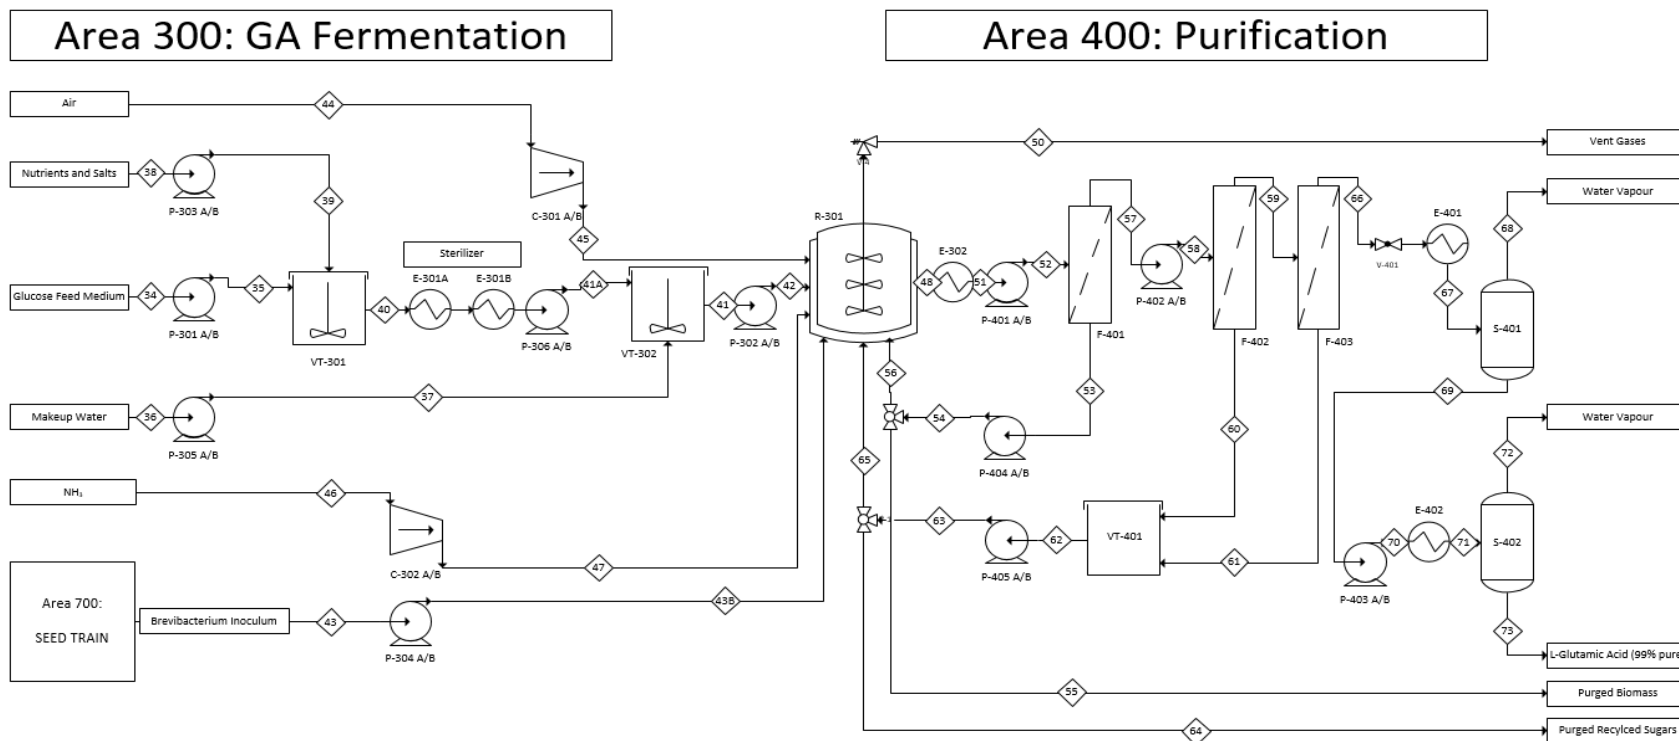 Area 300: GA Fermentation
Area 400: Purification
Air
44
Nutrients and Salts
38
P-303 A/B
39
C-301 A/B
45
Glucose Feed Medium
34
P-301 A/B
35
VT-301
40
Sterilizer
E-301A
E-301B
P-306 A/B
41A
VT-302
41
P-302 A/B
42
Makeup Water
36
P-305 A/B
37
NH₃
46
C-302 A/B
47
Area 700:
SEED TRAIN
Brevibacterium Inoculum
43
P-304 A/B
43B
R-301
50
Vent Gases
48
E-302
51
P-401 A/B
52
F-401
57
P-402 A/B
58
F-402
59
F-403
66
V-401
E-401
67
68
Water Vapour
S-401
69
53
P-404 A/B
54
56
60
61
VT-401
62
P-405 A/B
63
65
P-403 A/B
70
E-402
71
S-402
72
Water Vapour
73
L-Glutamic Acid (99% pure
55
Purged Biomass
64
Purged Recylced Sugars